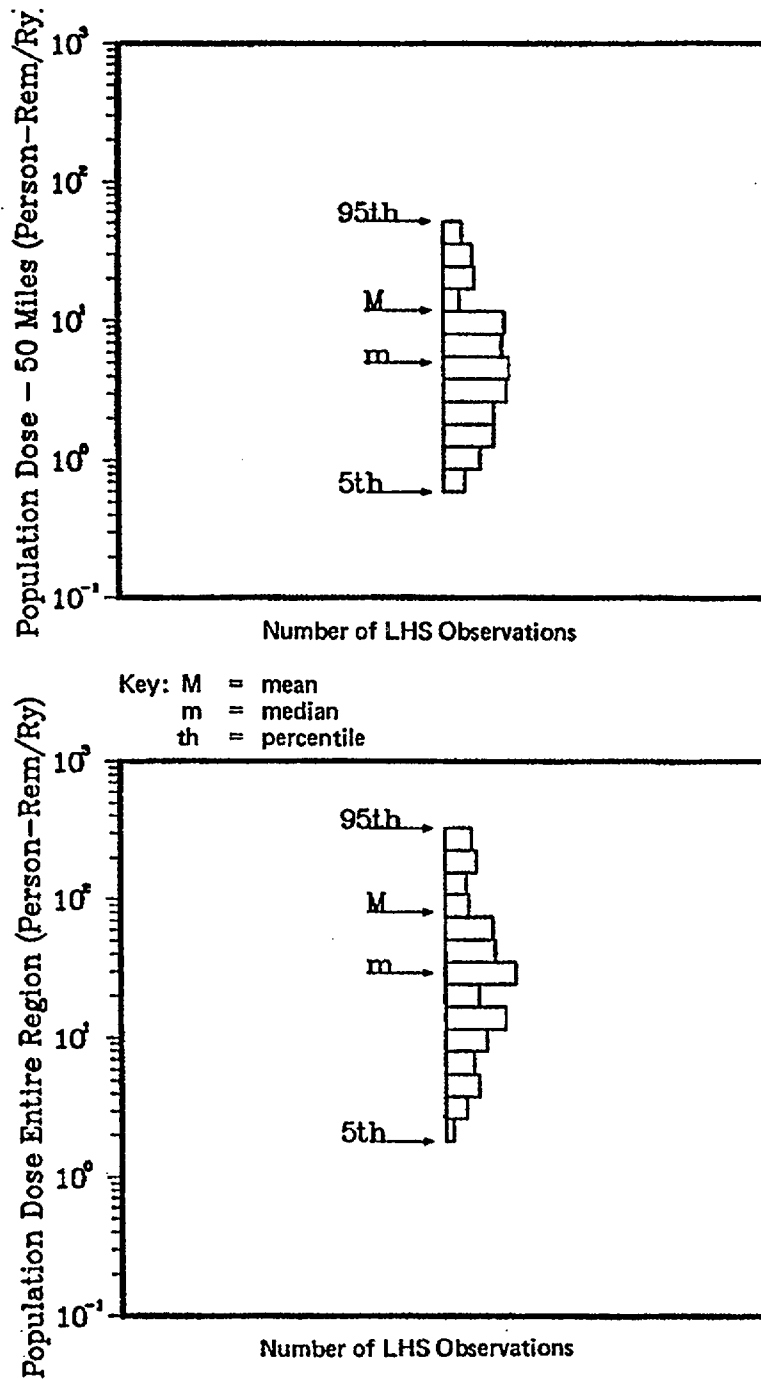 Population Dose – 50 Miles (Person–Rem/Ry)
10³
10²
10¹
10⁰
10⁻¹
95th
M
m
5th
Number of LHS Observations
Key: M = mean
m = median
th = percentile
Population Dose Entire Region (Person–Rem/Ry)
10³
10²
10¹
10⁰
10⁻¹
95th
M
m
5th
Number of LHS Observations